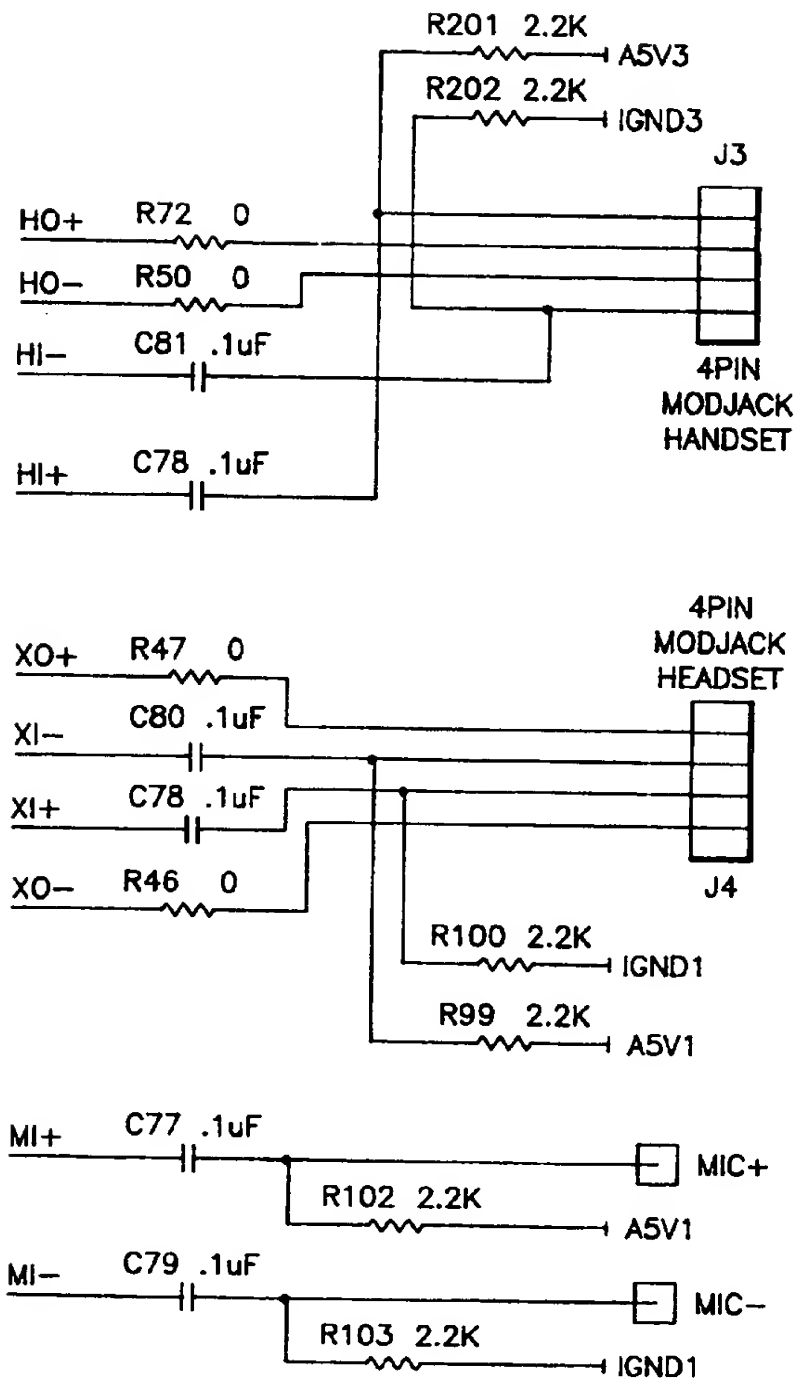 R201 2.2K
A5V3
R202 2.2K
IGND3
J3
HO+ R72 0
HO- R50 0
HI- C81 .1uF
4PIN
MODJACK
HANDSET
HI+ C78 .1uF
4PIN
MODJACK
HEADSET
XO+ R47 0
XI- C80 .1uF
XI+ C78 .1uF
XO- R46 0
J4
R100 2.2K
IGND1
R99 2.2K
A5V1
MI+ C77 .1uF
MIC+
R102 2.2K
A5V1
MI- C79 .1uF
MIC-
R103 2.2K
IGND1